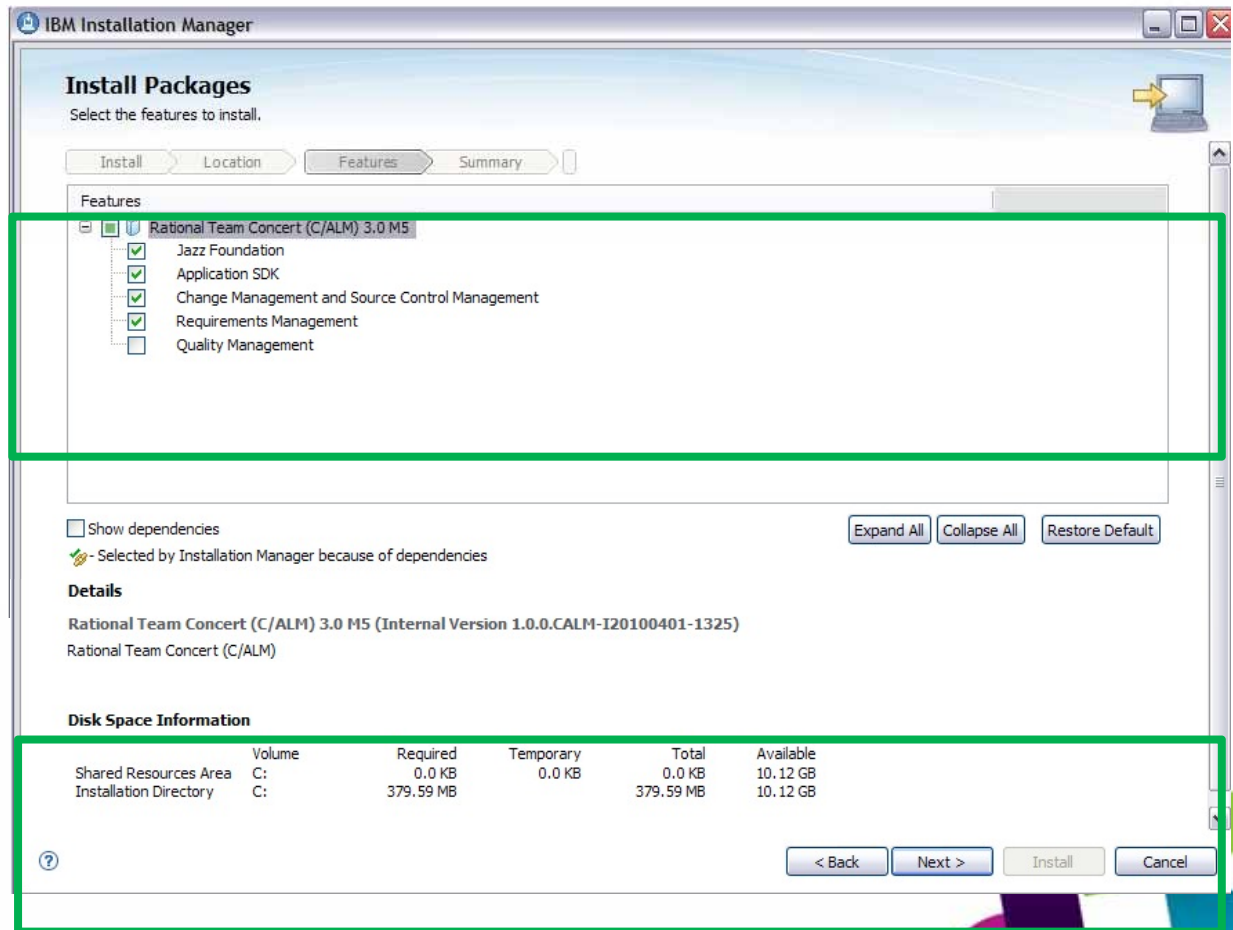 IBM Installation Manager
Install Packages
Select the features to install.
Install Location Features Summary
Features
Rational Team Concert (C/ALM) 3.0 M5
Jazz Foundation
Application SDK
Change Management and Source Control Management
Requirements Management
Quality Management
Show dependencies Expand All Collapse All Restore Default
- Selected by Installation Manager because of dependencies
Details
Rational Team Concert (C/ALM) 3.0 M5 (Internal Version 1.0.0.CALM-I20100401-1325)
Rational Team Concert (C/ALM)
Disk Space Information
Volume Required Temporary Total Available
Shared Resources Area C: 0.0 KB 0.0 KB 0.0 KB 10.12 GB
Installation Directory C: 379.59 MB 379.59 MB 10.12 GB
? < Back Next > Install Cancel